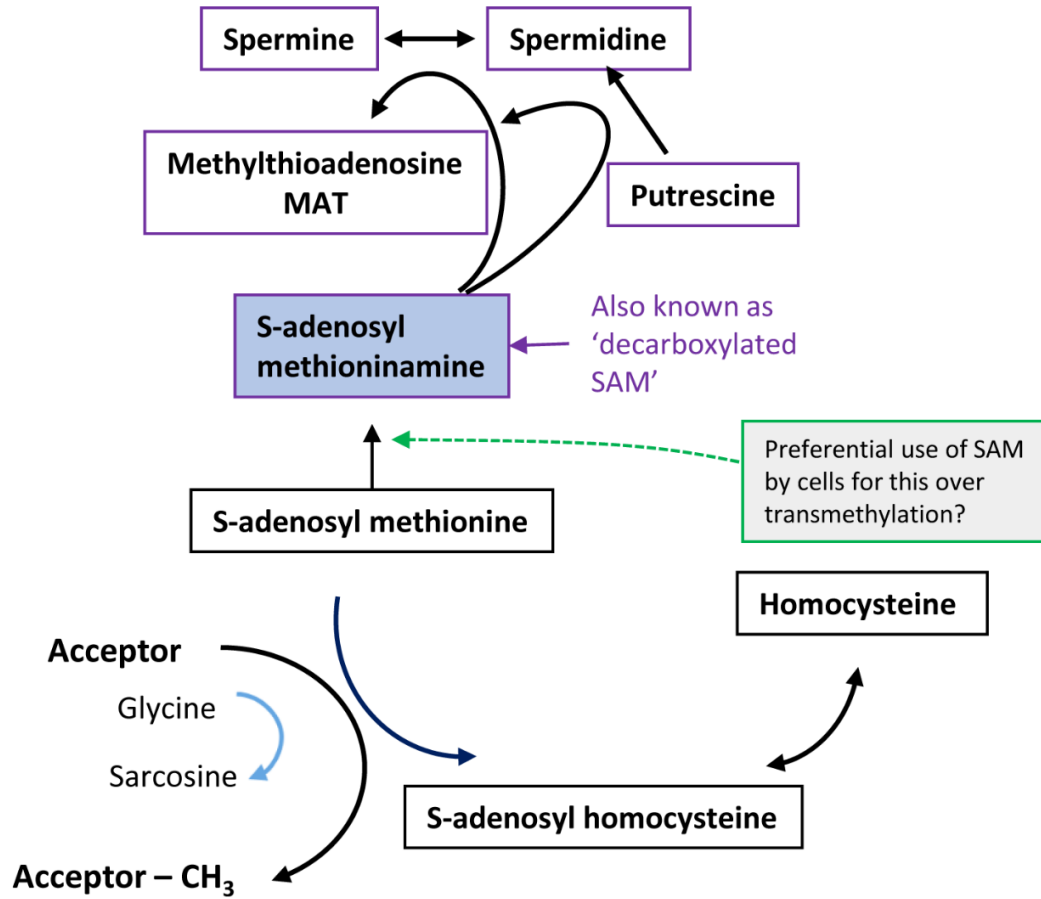 Spermine
Spermidine
Methylthioadenosine
MAT
Putrescine
S-adenosyl
methioninamine
Also known as
‘decarboxylated
SAM’
Preferential use of SAM
by cells for this over
transmethylation?
S-adenosyl methionine
Homocysteine
Acceptor
Glycine
Sarcosine
S-adenosyl homocysteine
Acceptor – CH₃